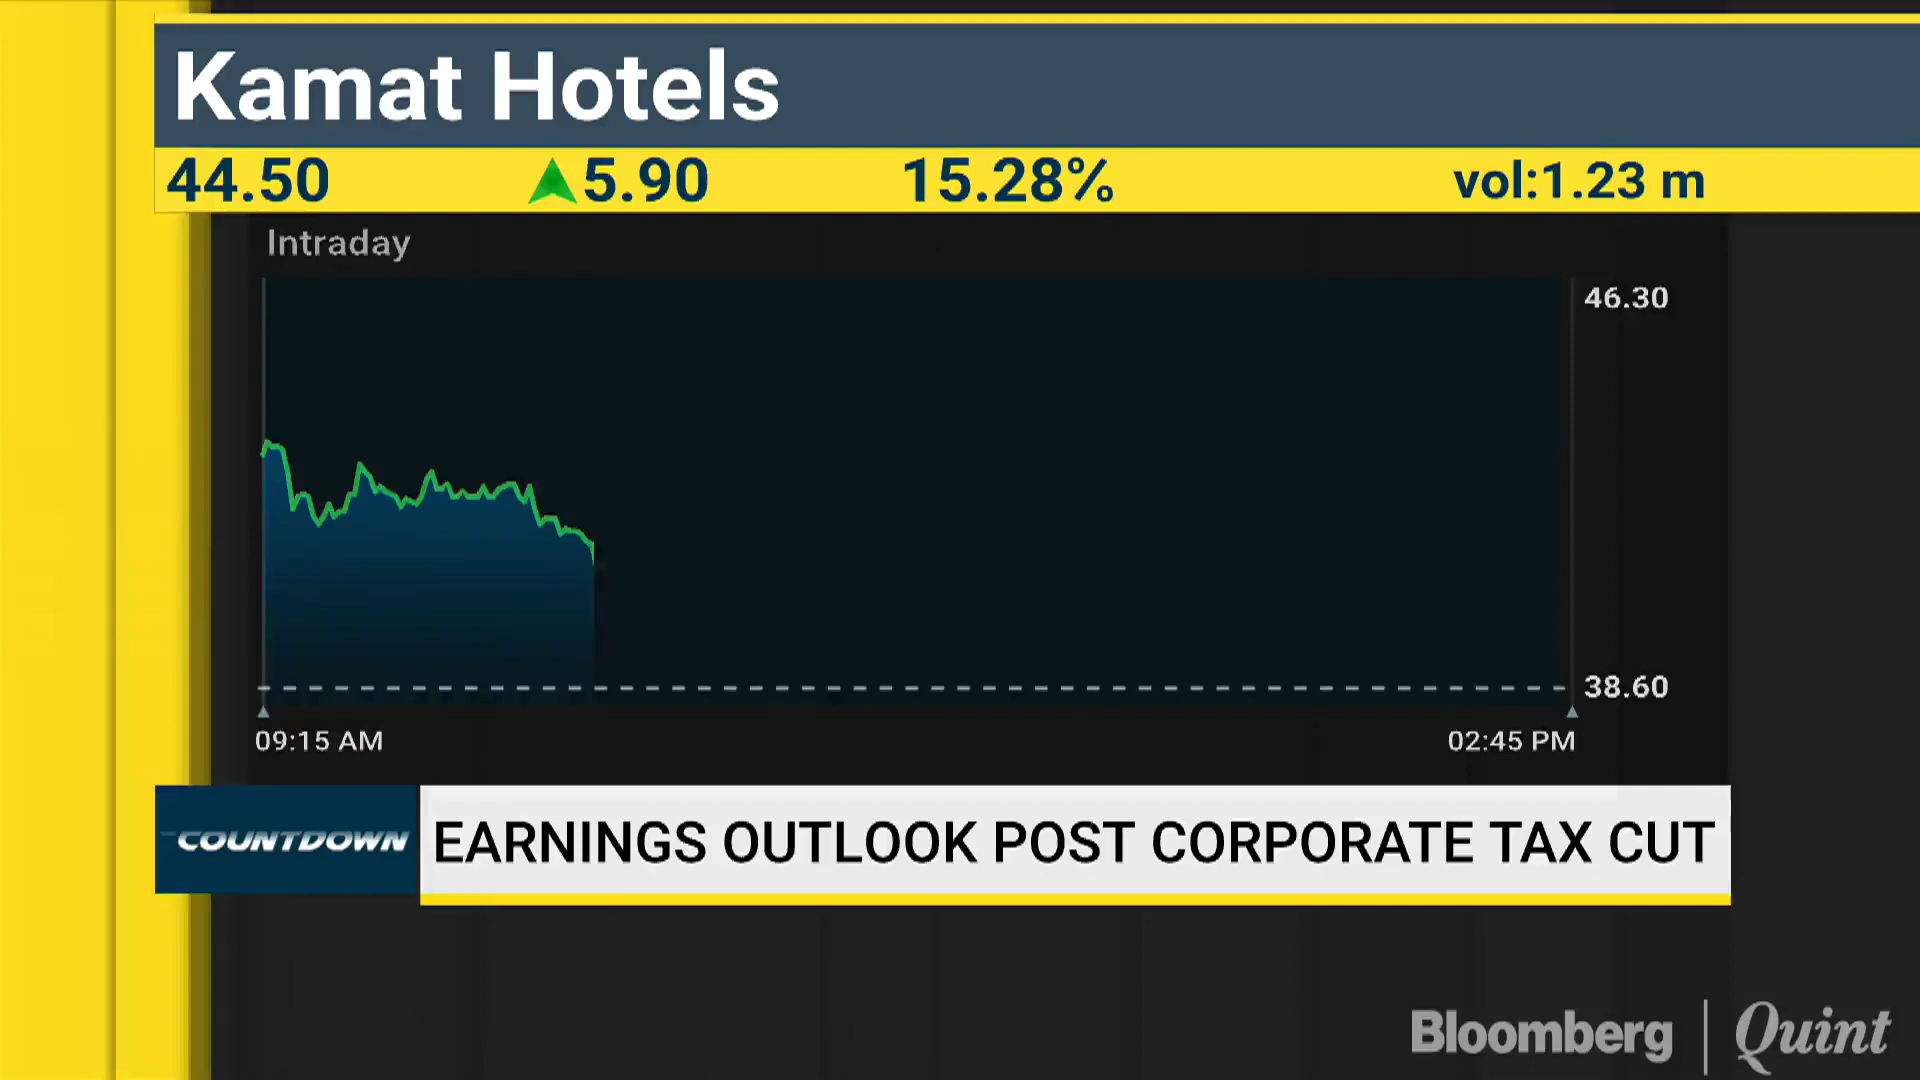 Kamat Hotels
44.50 ▲5.90 15.28% vol:1.23 m
Intraday
46.30
38.60
09:15 AM 02:45 PM
COUNTDOWN EARNINGS OUTLOOK POST CORPORATE TAX CUT
Bloomberg | Quint